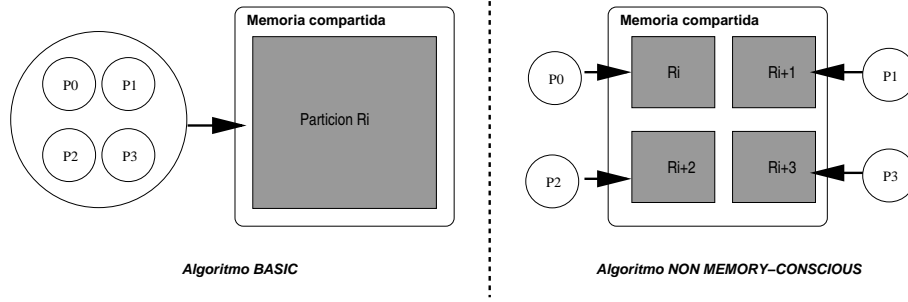 Memoria compartida
P0 P1
P2 P3
Particion Ri
Algoritmo BASIC
Memoria compartida
P0 Ri Ri+1 P1
P2 Ri+2 Ri+3 P3
Algoritmo NON MEMORY–CONSCIOUS